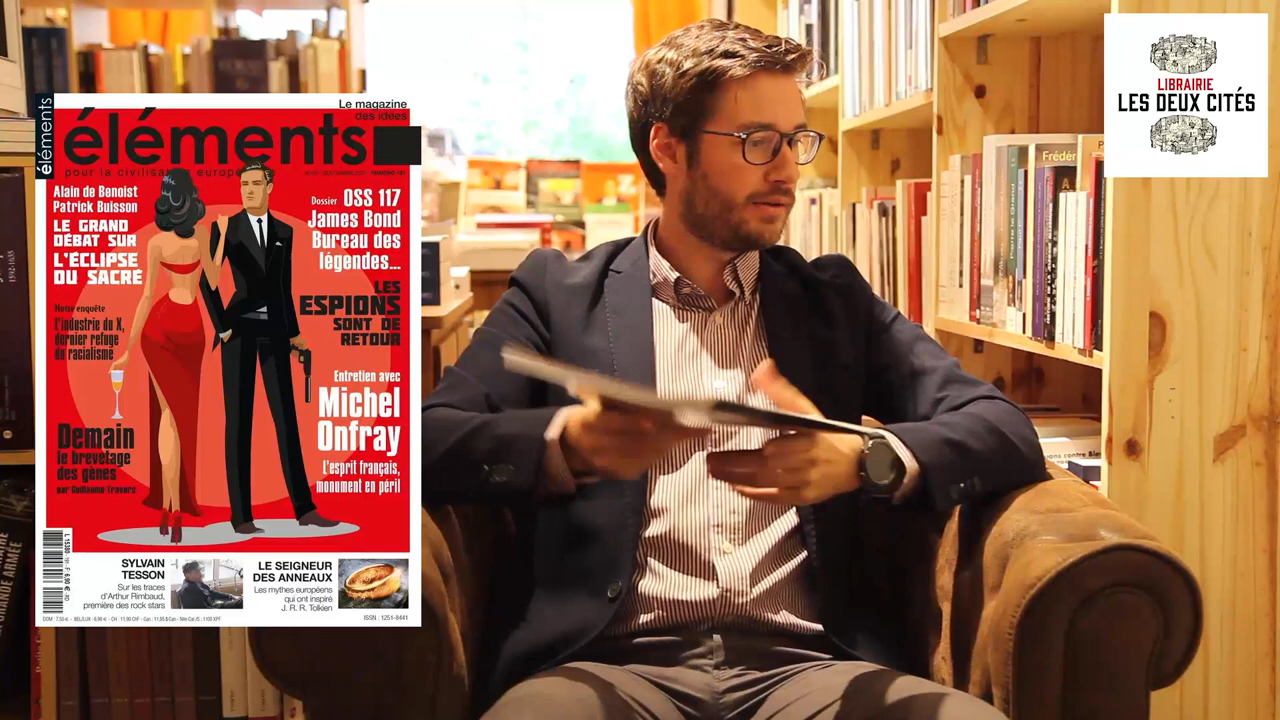 éléments
Le magazine
des idées
éléments
Alain de Benoist
Patrick Buisson
LE GRAND
DÉBAT SUR
L'ÉCLIPSE
DU SACRÉ
Notre enquête
L'industrie du X,
dernier refuge
du racialisme
Demain
le brevetage
des gènes
par Guillaume Travers
Dossier OSS 117
James Bond
Bureau des
légendes...
LES
ESPIONS
SONT DE
RETOUR
Entretien avec
Michel
Onfray
L'esprit français,
monument en péril
SYLVAIN
TESSON
Sur les traces
d'Arthur Rimbaud,
première des rock stars
LE SEIGNEUR
DES ANNEAUX
Les mythes européens
qui ont inspiré
J. R. R. Tolkien
ISSN : 1251-8441
LIBRAIRIE
LES DEUX CITÉS
Frédér